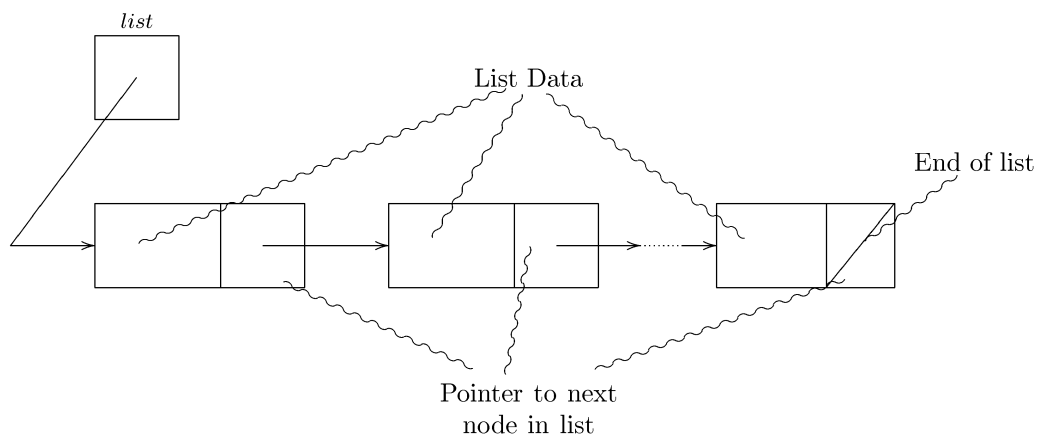 list
List Data
End of list
Pointer to next
node in list